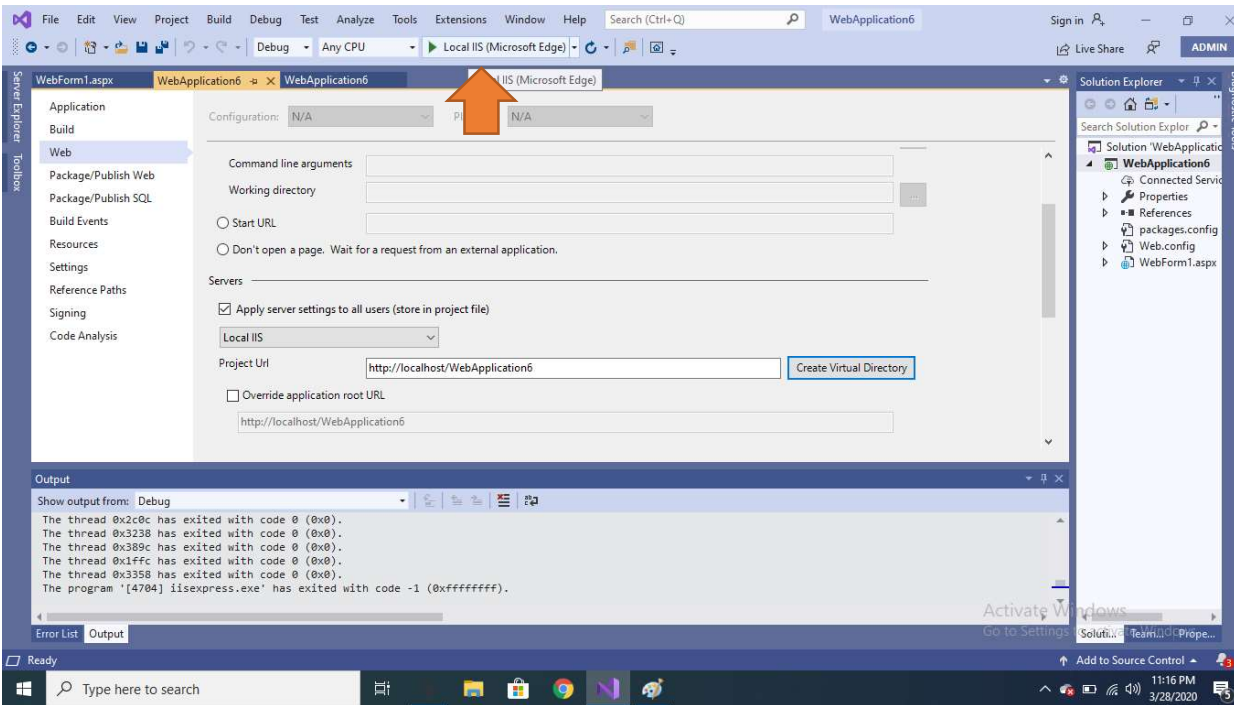 File Edit View Project Build Debug Test Analyze Tools Extensions Window Help Search (Ctrl+Q) WebApplication6 Sign in
Debug Any CPU Local IIS (Microsoft Edge) Live Share ADMIN
Server Explorer
Toolbox
WebForm1.aspx WebApplication6 WebApplication6
IIS (Microsoft Edge)
Application
Build
Web
Package/Publish Web
Package/Publish SQL
Build Events
Resources
Settings
Reference Paths
Signing
Code Analysis
Configuration: N/A N/A
Command line arguments
Working directory
...
Start URL
Don't open a page. Wait for a request from an external application.
Servers
Apply server settings to all users (store in project file)
Local IIS
Project Url http://localhost/WebApplication6 Create Virtual Directory
Override application root URL
http://localhost/WebApplication6
Solution Explorer
Search Solution Explor
Solution 'WebApplicatic
WebApplication6
Connected Servic
Properties
References
packages.config
Web.config
WebForm1.aspx
Output
Show output from: Debug
The thread 0x2c0c has exited with code 0 (0x0).
The thread 0x3238 has exited with code 0 (0x0).
The thread 0x389c has exited with code 0 (0x0).
The thread 0x1ffc has exited with code 0 (0x0).
The thread 0x3358 has exited with code 0 (0x0).
The program '[4704] iisexpress.exe' has exited with code -1 (0xffffffff).
Activate Windows
Go to Settings
Error List Output
Soluti... Team... Prope...
Ready Add to Source Control 3
Type here to search
11:16 PM
3/28/2020
5